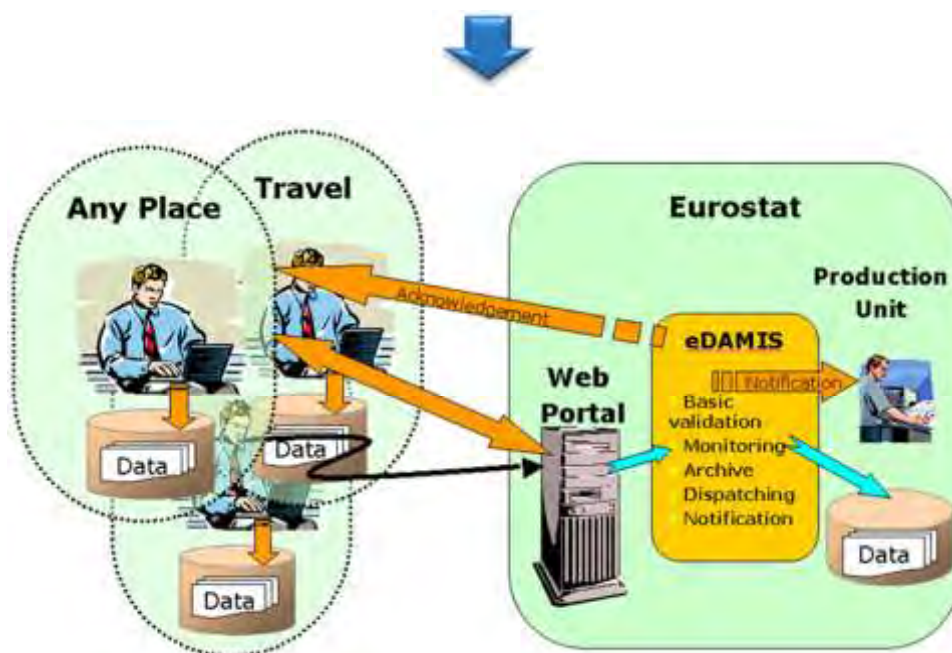 Travel
Any Place
Eurostat
Production
Unit
Acknowledgement
eDAMIS
Notification
Web
Portal
Basic
validation
Monitoring
Archive
Dispatching
Notification
Data
Data
Data
Data